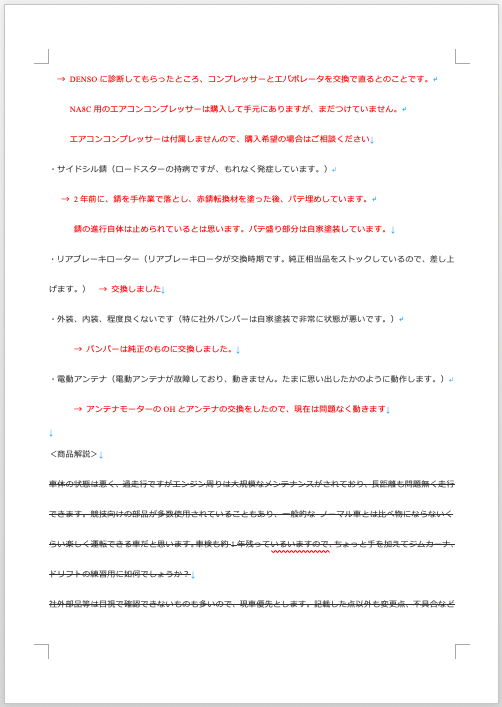 → DENSOに診断してもらったところ、コンプレッサーとエバポレータを交換で直るとのことです。
NA8C用のエアコンコンプレッサーは購入して手元にありますが、まだつけていません。
エアコンコンプレッサーは付属しませんので、購入希望の場合はご相談ください
・サイドシル錆（ロードスターの持病ですが、もれなく発症しています。）
→ 2年前に、錆を手作業で落とし、赤錆転換材を塗った後、パテ埋めしています。
錆の進行自体は止められているとは思います。パテ盛り部分は自家塗装しています。
・リアブレーキローター（リアブレーキロータが交換時期です。純正相当品をストックしているので、差し上
げます。） → 交換しました
・外装、内装、程度良くないです（特に社外バンパーは自家塗装で非常に状態が悪いです。）
→ バンパーは純正のものに交換しました。
・電動アンテナ（電動アンテナが故障しており、動きません。たまに思い出したかのように動作します。）
→ アンテナモーターのOHとアンテナの交換をしたので、現在は問題なく動きます
＜商品解説＞
車体の状態は悪く、過走行ですがエンジン周りは大規模なメンテナンスがされており、長距離も問題無く走行
できます。競技向けの部品が多数使用されていることもあり、一般的な ノーマル車とは比べ物にならないく
らい楽しく運転できる車だと思います。車検も約1年残っているいますので、ちょっと手を加えてジムカーナ、
ドリフトの練習用に如何でしょうか？
社外部品等は目視で確認できないものも多いので、現車優先とします。記載した点以外も変更点、不具合など